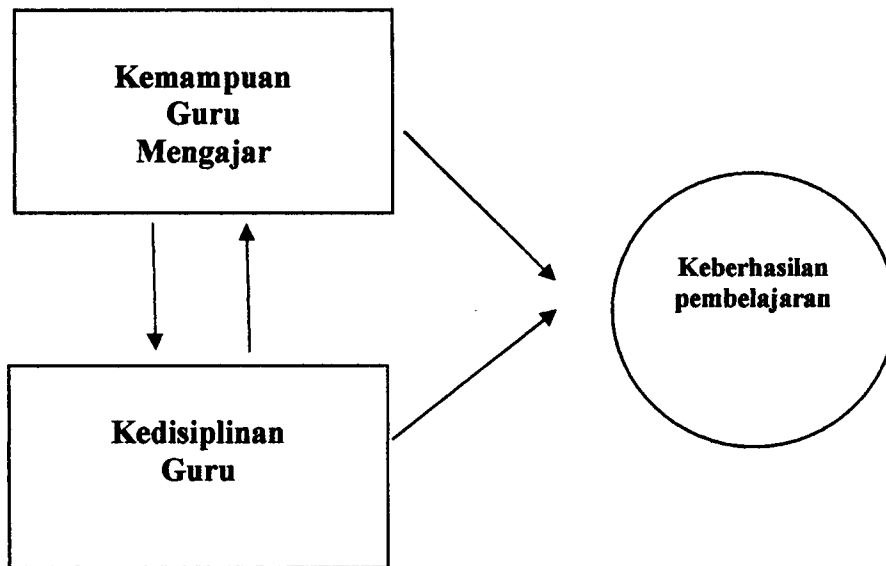 Kemampuan
Guru
Mengajar
Keberhasilan
pembelajaran
Kedisiplinan
Guru